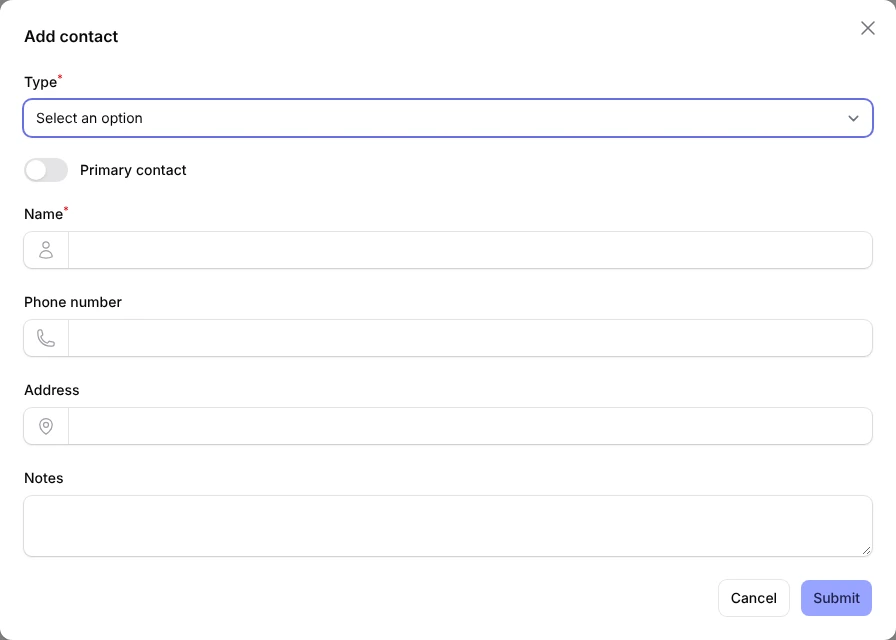 Add contact
Type*
Select an option
Primary contact
Name*
Phone number
Address
Notes
Cancel Submit